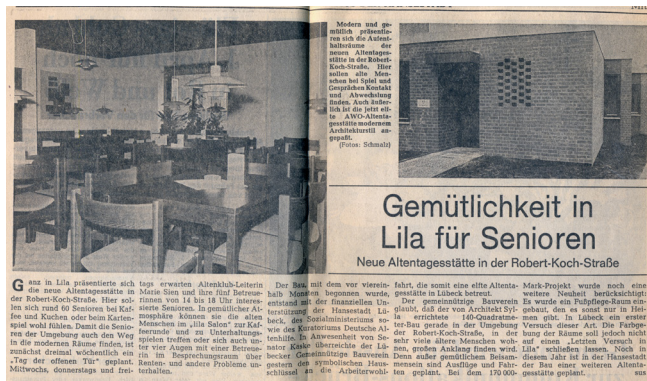 Modern und ge-
mütlich präsentie-
ren sich die Aufent-
haltsräume der
neuen Altentages-
stätte in der Robert-
Koch-Straße. Hier
sollen alte Men-
schen bei Spiel und
Gesprächen Kontakt
und Abwechslung
finden. Auch äußer-
lich ist die jetzt elf-
te AWO-Altenta-
gesstätte modernem
Architekturstil an-
gepaßt.
(Fotos: Schmalz)
Gemütlichkeit in
Lila für Senioren
Neue Altentagesstätte in der Robert-Koch-Straße
Ganz in Lila präsentierte sich
die neue Altentagesstätte in
der Robert-Koch-Straße. Hier sol-
len sich rund 60 Senioren bei Kaf-
fee und Kuchen oder beim Karten-
spiel wohl fühlen. Damit die Senio-
ren der Umgebung auch den Weg
in die modernen Räume finden, ist
zunächst dreimal wöchentlich ein
„Tag der offenen Tür" geplant.
Mittwochs, donnerstags und frei-
tags erwarten Altenklub-Leiterin
Marie Sien und ihre fünf Betreue-
rinnen von 14 bis 18 Uhr interes-
sierte Senioren. In gemütlicher At-
mosphäre können sie die alten
Menschen im „lila Salon" zur Kaf-
feerunde und zu Unterhaltungs-
spielen treffen oder sich auch un-
ter vier Augen mit einer Betreue-
rin im Besprechungsraum über
Renten- und andere Probleme un-
terhalten.
Der Bau, mit dem vor vierein-
halb Monaten begonnen wurde,
entstand mit der finanziellen Un-
terstützung der Hansestadt Lü-
beck, des Sozialministeriums so-
wie des Kuratoriums Deutsche Al-
tenhilfe. In Anwesenheit von Se-
nator Kaske überreichte der Lü-
becker Gemeinnützige Bauverein
gestern den symbolischen Haus-
schlüssel an die Arbeiterwohl-
fahrt, die somit eine elfte Altenta-
gesstätte in Lübeck betreut.
Der gemeinnützige Bauverein
glaubt, daß der von Architekt Syl-
la errichtete 140-Quadratme-
ter-Bau gerade in der Umgebung
der Robert-Koch-Straße, in der
sehr viele ältere Menschen woh-
nen, großen Anklang finden wird.
Denn außer gemütlichem Beisam-
mensein sind Ausflüge und Fahr-
ten geplant. Bei dem 170 000-
Mark-Projekt wurde noch eine
weitere Neuheit berücksichtigt:
Es wurde ein Fußpflege-Raum ein-
gebaut, den es sonst nur in Hei-
men gibt. In Lübeck ein erster
Versuch dieser Art. Die Farbge-
bung der Räume soll jedoch nicht
auf einen „Letzten Versuch in
Lila" schließen lassen. Noch in
diesem Jahr ist in der Hansestadt
der Bau einer weiteren Altenta-
gesstätte geplant. eus